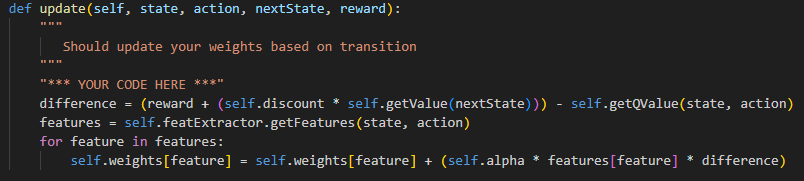 def update(self, state, action, nextState, reward):
"""
Should update your weights based on transition
"""
"*** YOUR CODE HERE ***"
difference = (reward + (self.discount * self.getValue(nextState))) - self.getQValue(state, action)
features = self.featExtractor.getFeatures(state, action)
for feature in features:
self.weights[feature] = self.weights[feature] + (self.alpha * features[feature] * difference)